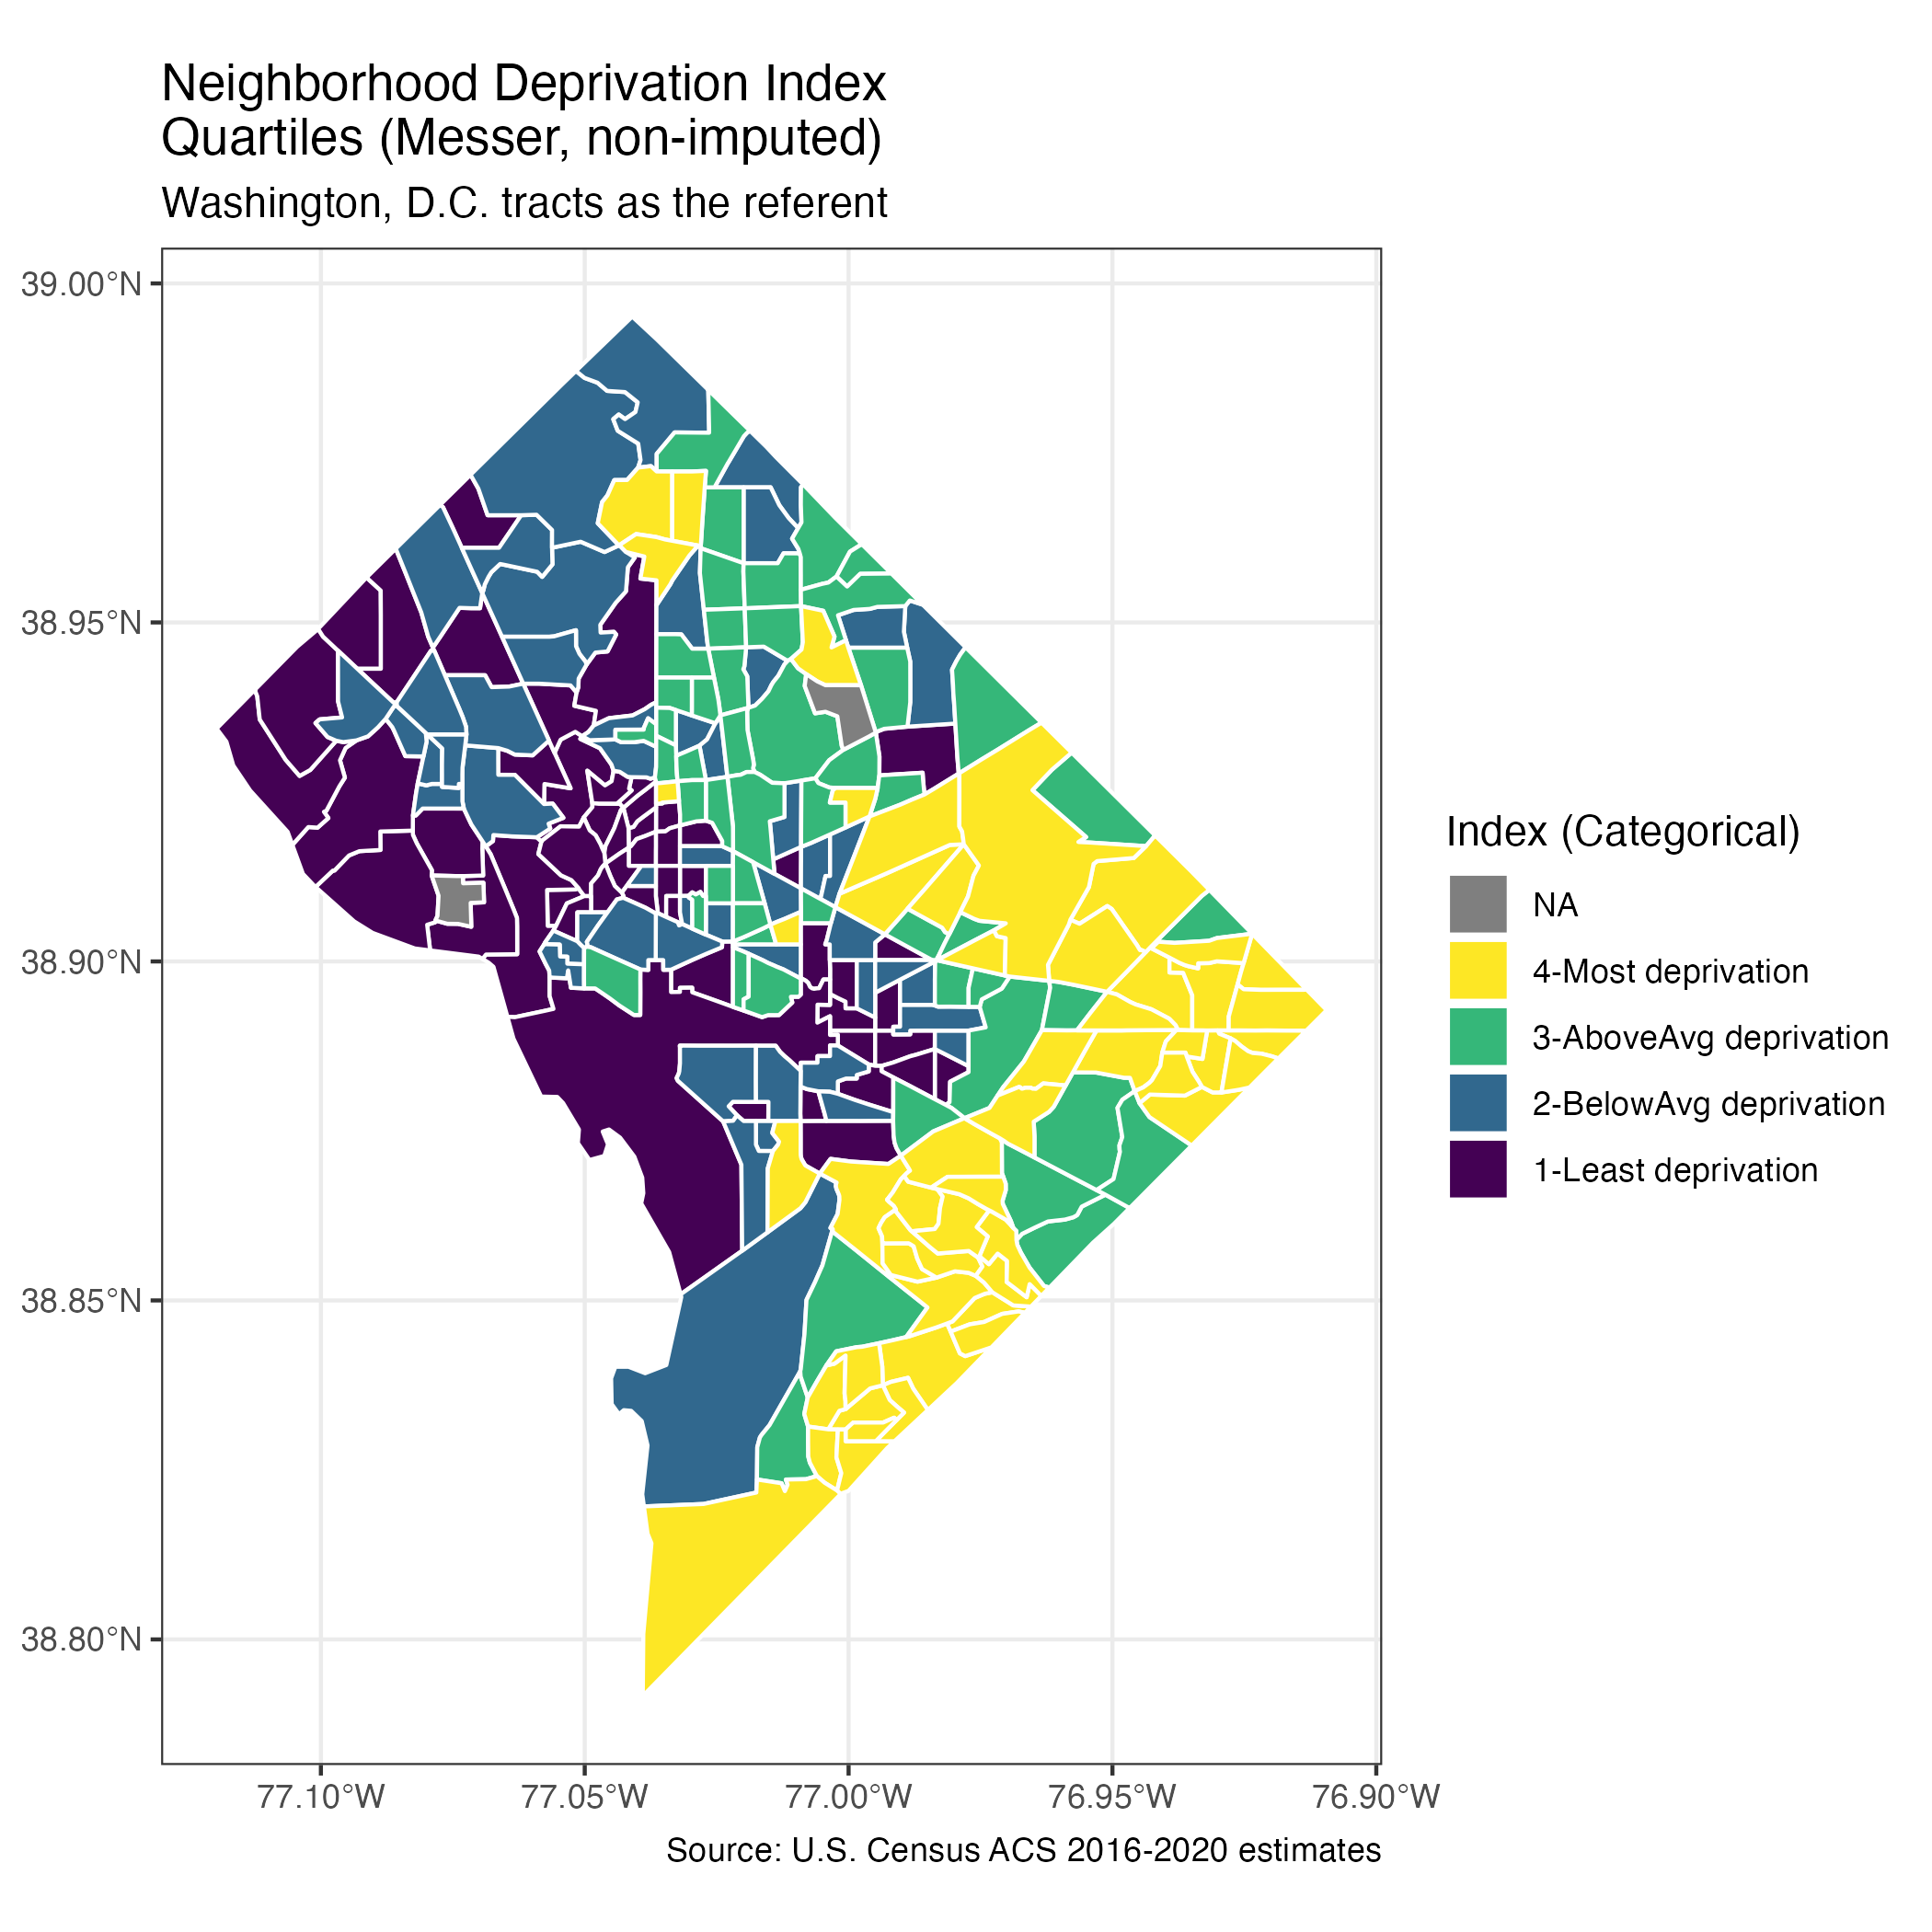 Neighborhood Deprivation Index
Quartiles (Messer, non-imputed)
Washington, D.C. tracts as the referent
39.00°N
38.95°N
38.90°N
38.85°N
38.80°N
77.10°W
77.05°W
77.00°W
76.95°W
76.90°W
Index (Categorical)
NA
4-Most deprivation
3-AboveAvg deprivation
2-BelowAvg deprivation
1-Least deprivation
Source: U.S. Census ACS 2016-2020 estimates